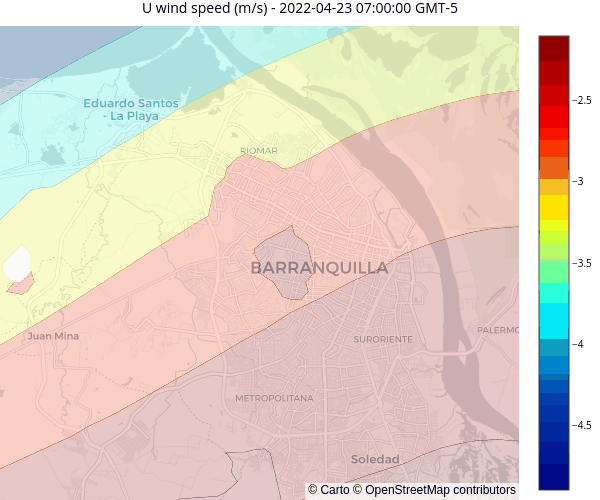 U wind speed (m/s) - 2022-04-23 07:00:00 GMT-5
Eduardo Santos
- La Playa
RIOMAR
BARRANQUILLA
Juan Mina
SURORIENTE
PALERMO
METROPOLITANA
Soledad
© Carto © OpenStreetMap contributors
−2.5
−3
−3.5
−4
−4.5